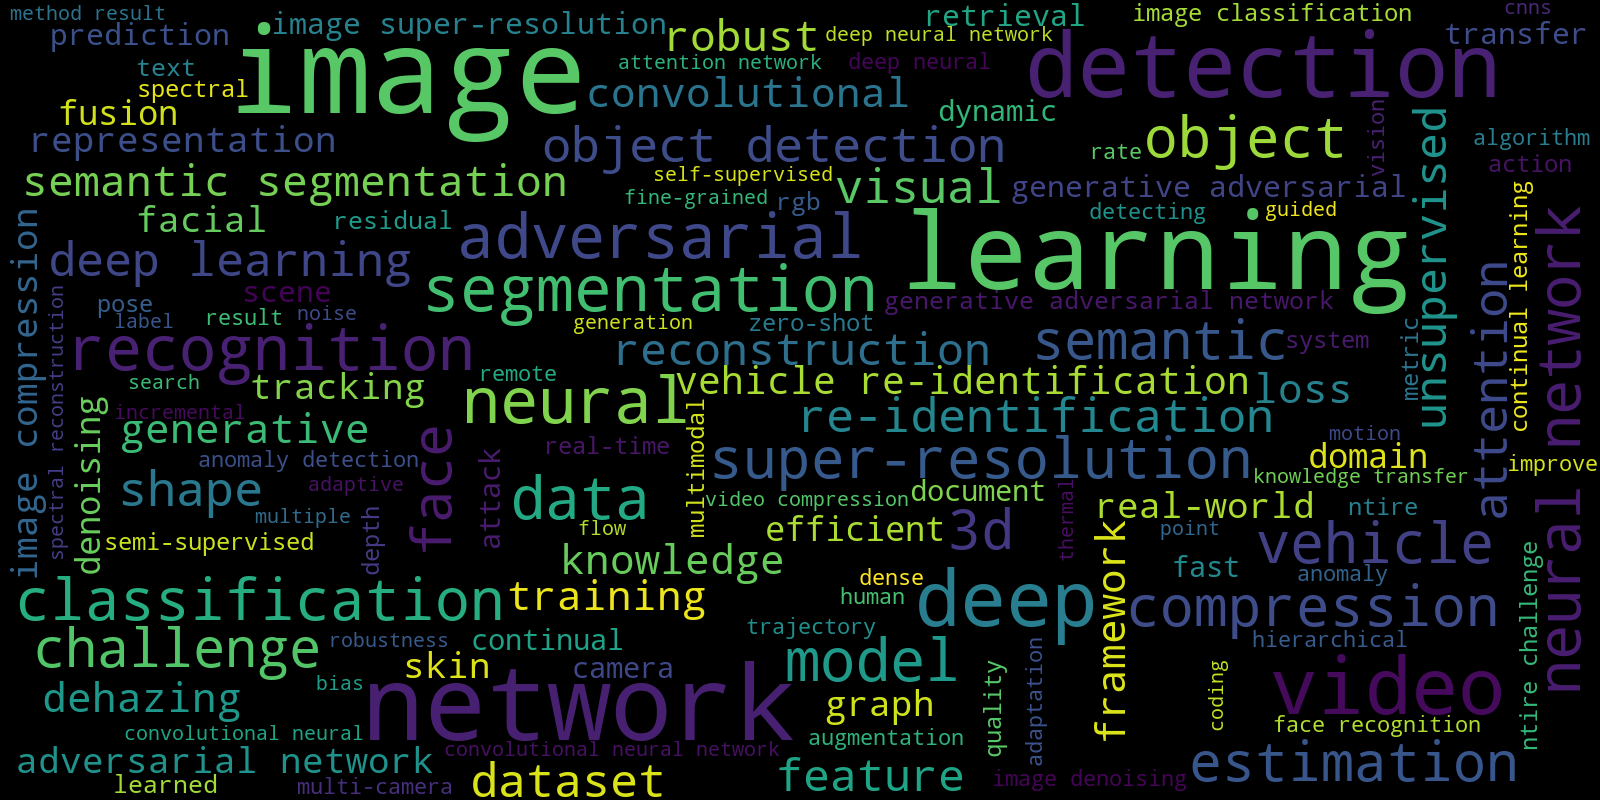 method result
image super-resolution
retrieval
image classification
cnns
prediction
image
robust
deep neural network
detection
transfer
text
attention network
deep neural
spectral
convolutional
fusion
dynamic
vision
unsupervised
representation
object detection
object
algorithm
rate
action
semantic segmentation
self-supervised
visual
generative adversarial
fine-grained
rgb
continual learning
facial
residual
detecting
guided
image compression
adversarial
learning
neural network
deep learning
segmentation
attention
scene
generative adversarial network
spectral reconstruction
pose
label
result
noise
generation
zero-shot
metric
recognition
reconstruction
semantic
system
search
tracking
remote
neural
vehicle re-identification
loss
denoising
incremental
generative
multimodal
re-identification
face
real-time
motion
anomaly detection
attack
super-resolution
domain
improve
shape
adaptive
data
video compression
document
knowledge transfer
thermal
real-world
ntire
multiple
depth
flow
efficient
3d
framework
point
vehicle
semi-supervised
knowledge
fast
anomaly
ntire challenge
classification
training
dense
human
deep
compression
challenge
robustness
continual
trajectory
hierarchical
adaptation
skin
camera
model
quality
coding
video
bias
dehazing
network
graph
face recognition
convolutional neural
augmentation
adversarial network
convolutional neural network
estimation
learned
multi-camera
dataset
feature
image denoising